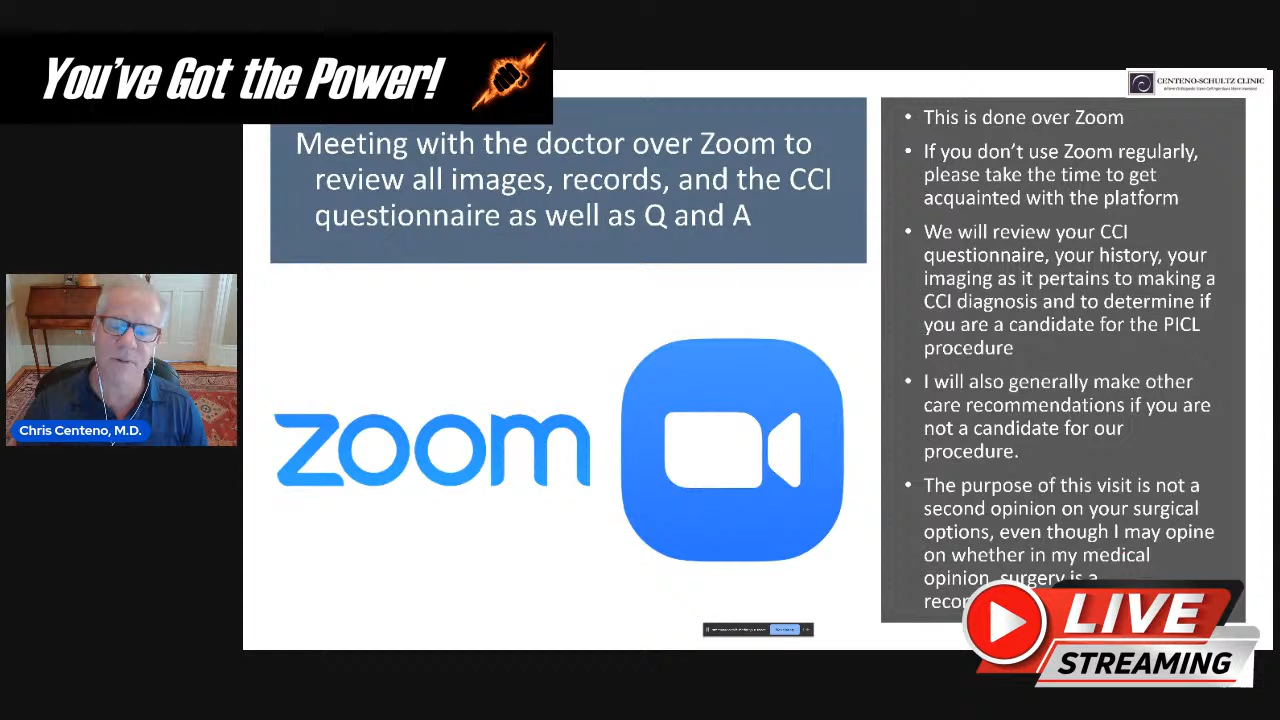 You've Got the Power!
CENTENO-SCHULTZ CLINIC
Meeting with the doctor over Zoom to
review all images, records, and the CCI
questionnaire as well as Q and A
zoom
Chris Centeno, M.D.
• This is done over Zoom
• If you don't use Zoom regularly,
please take the time to get
acquainted with the platform
• We will review your CCI
questionnaire, your history, your
imaging as it pertains to making a
CCI diagnosis and to determine if
you are a candidate for the PICL
procedure
• I will also generally make other
care recommendations if you are
not a candidate for our
procedure.
• The purpose of this visit is not a
second opinion on your surgical
options, even though I may opine
on whether in my medical
opinion, surgery is a
LIVE
STREAMING